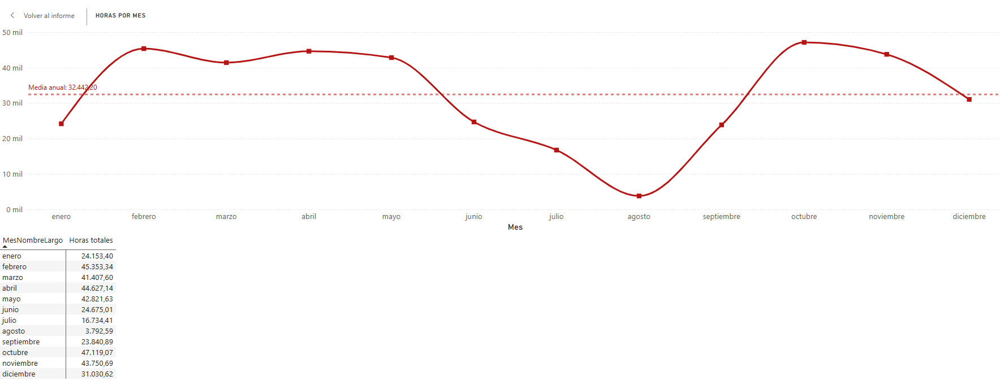 Volver al informe
HORAS POR MES
50 mil
40 mil
Media anual: 32.442,20
30 mil
20 mil
10 mil
0 mil
enero febrero marzo abril mayo junio julio agosto septiembre octubre noviembre diciembre
Mes
MesNombreLargo Horas totales
enero 24.153,40
febrero 45.353,34
marzo 41.407,60
abril 44.627,14
mayo 42.821,63
junio 24.675,01
julio 16.734,41
agosto 3.792,59
septiembre 23.840,89
octubre 47.119,07
noviembre 43.750,69
diciembre 31.030,62